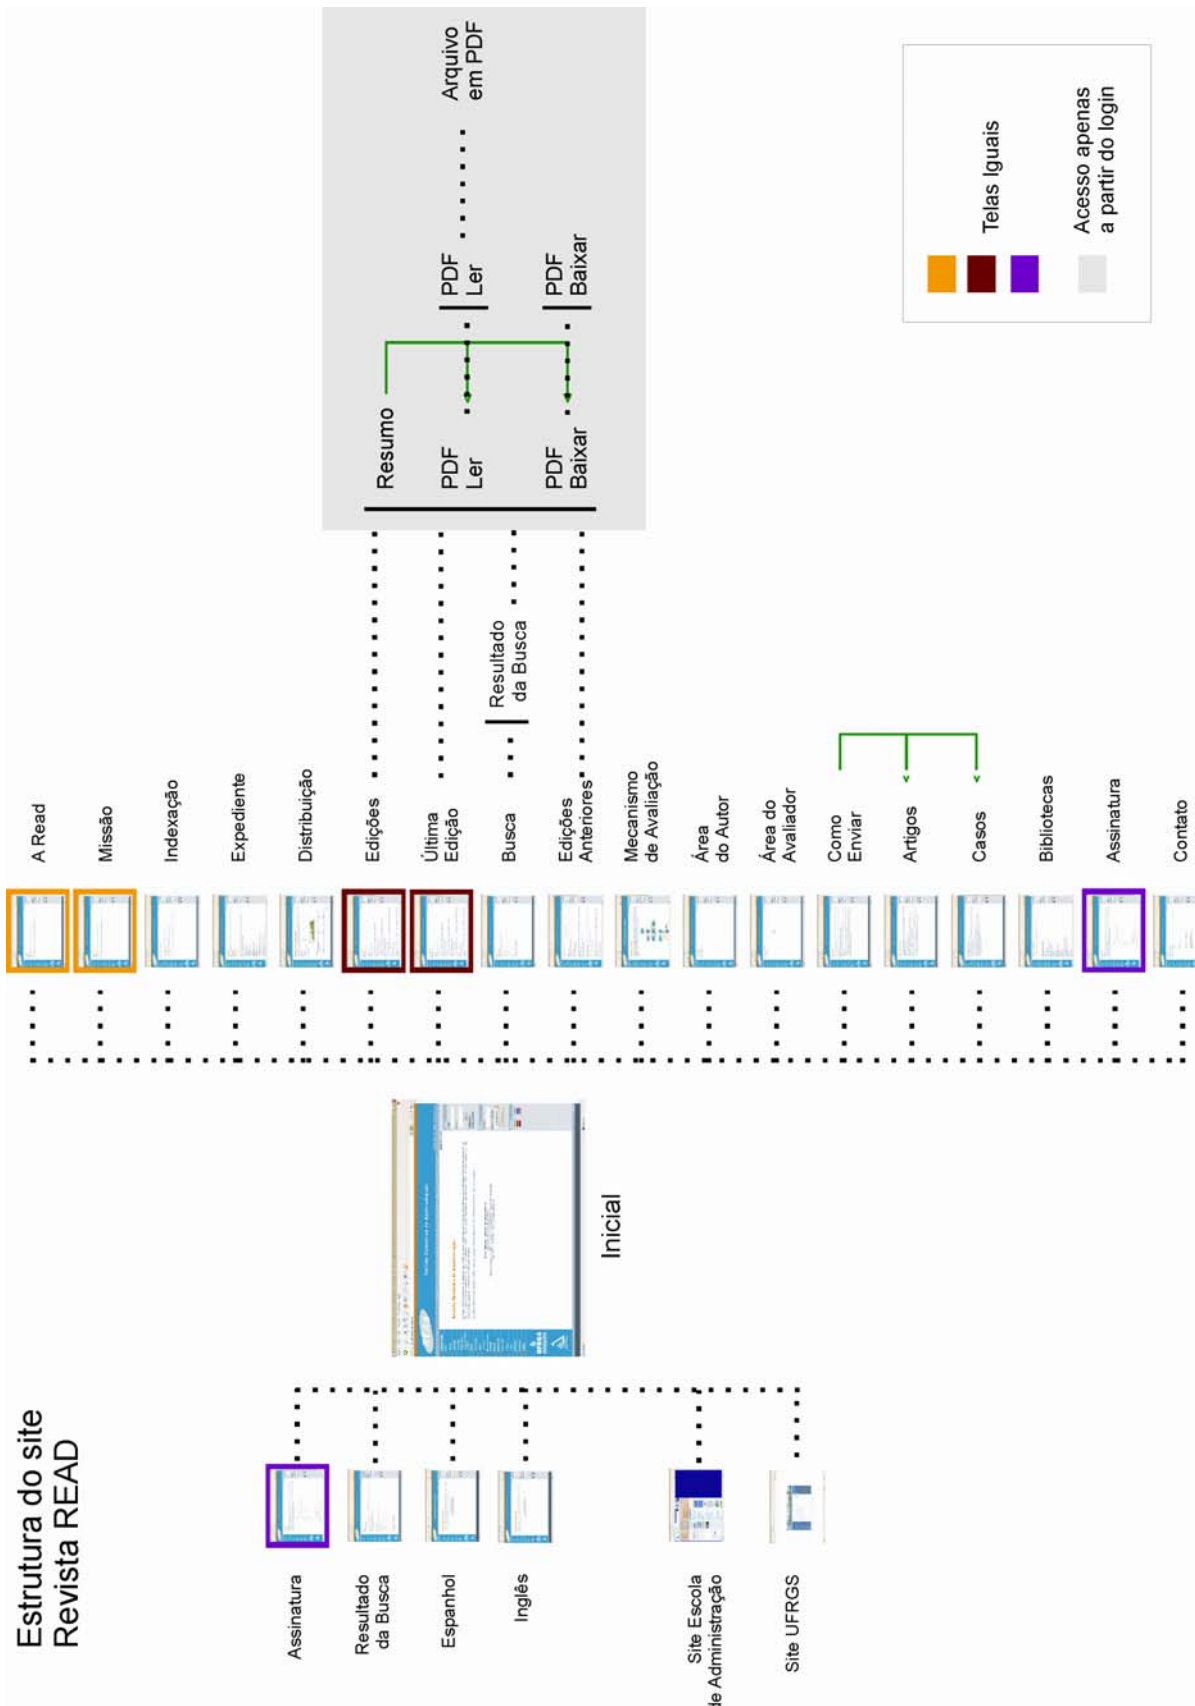 Estrutura do site
Revista READ
Assinatura
Resultado
da Busca
Espanhol
Inglês
Site Escola
de Administração
Site UFRGS
Inicial
A Read
Missão
Indexação
Expediente
Distribuição
Edições
Última
Edição
Busca
Edições
Anteriores
Mecanismo
de Avaliação
Área
do Autor
Área do
Avaliador
Como
Enviar
Artigos
Casos
Bibliotecas
Assinatura
Contato
Resultado
da Busca
Resumo
PDF
Ler
PDF
Baixar
PDF
Ler
PDF
Baixar
Arquivo
em PDF
Telas Iguais
Acesso apenas
a partir do login